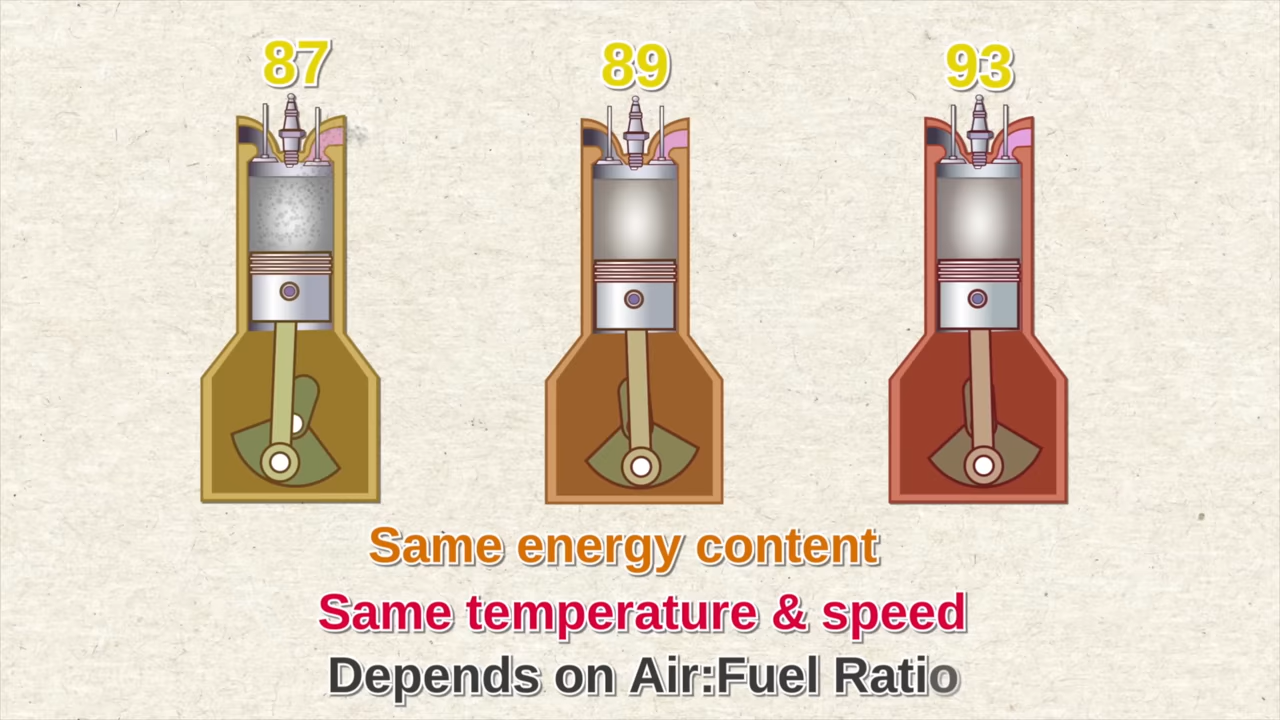 87 89 93
Same energy content
Same temperature & speed
Depends on Air:Fuel Ratio